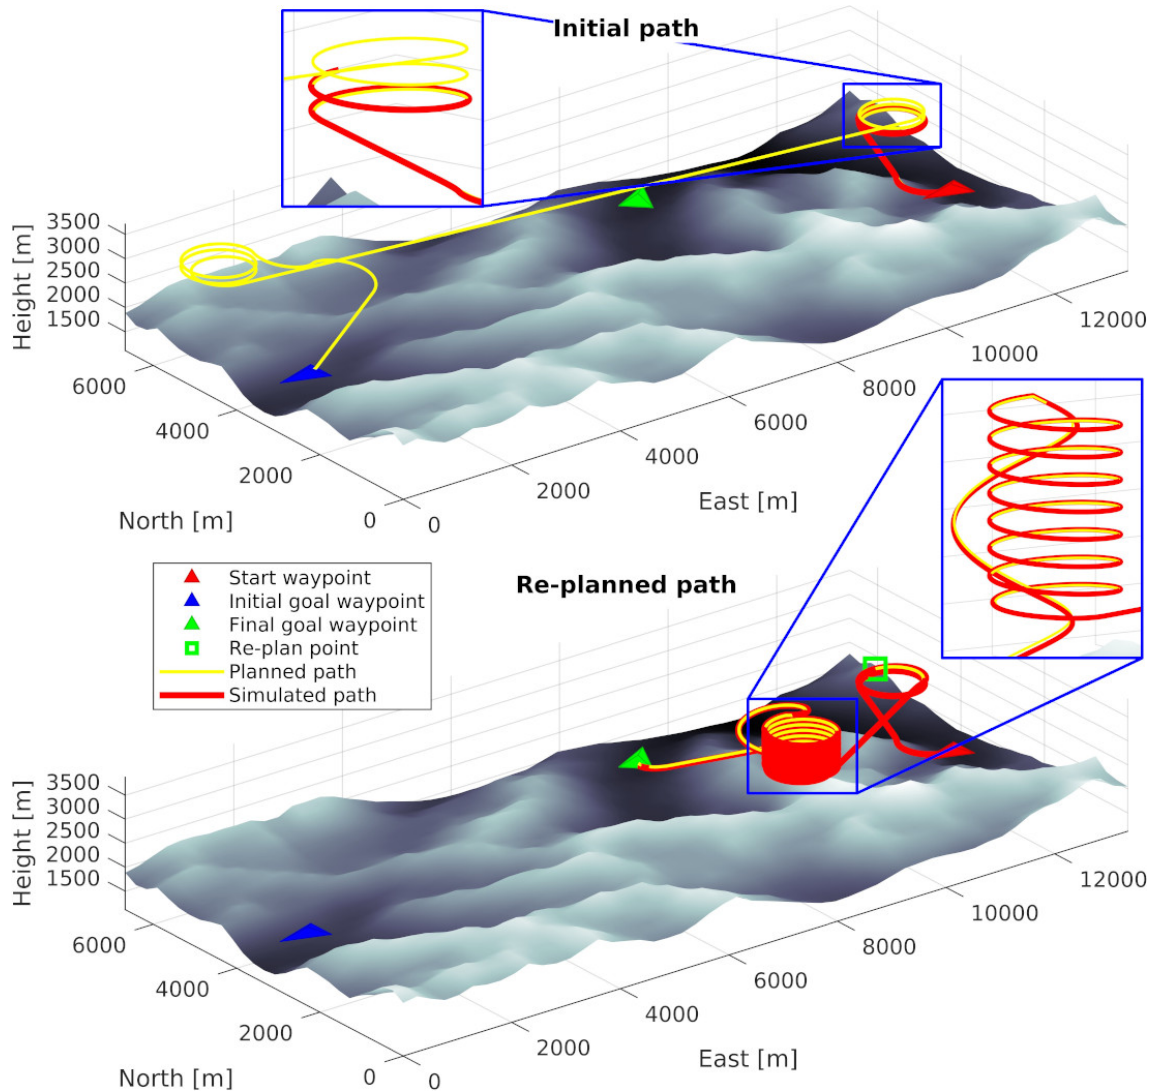 Initial path
3500
3000
2500
2000
1500
Height [m]
6000
4000
2000
0
North [m]
0
2000
4000
6000
8000
10000
12000
East [m]
Start waypoint
Initial goal waypoint
Final goal waypoint
Re-plan point
Planned path
Simulated path
Re-planned path
3500
3000
2500
2000
1500
Height [m]
6000
4000
2000
0
North [m]
0
2000
4000
6000
8000
10000
12000
East [m]